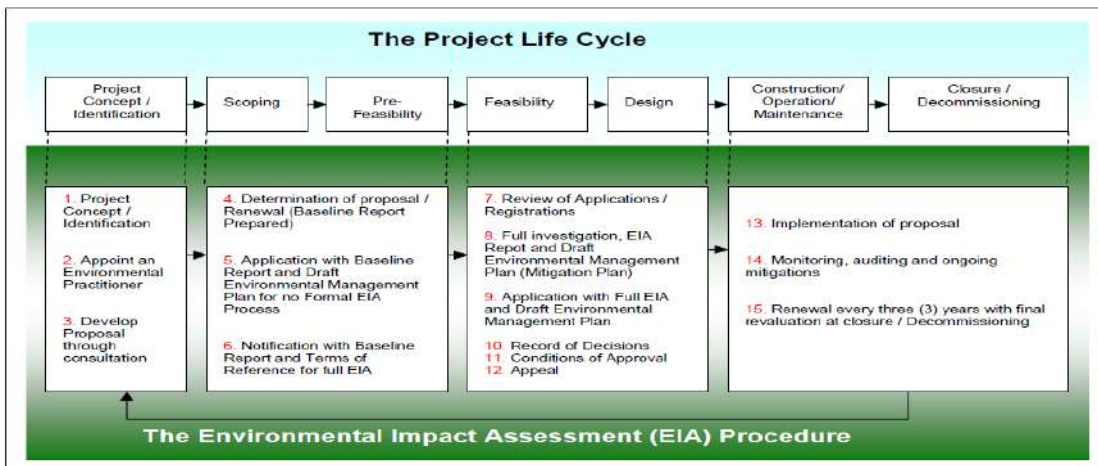 The Project Life Cycle
Project
Concept /
Identification
Scoping
Pre-
Feasibility
Feasibility
Design
Construction/
Operation/
Maintenance
Closure /
Decommissioning
1. Project
Concept /
Identification
2. Appoint an
Environmental
Practitioner
3. Develop
Proposal
through
consultation
4. Determination of proposal /
Renewal (Baseline Report
Prepared)
5. Application with Baseline
Report and Draft
Environmental Management
Plan for no Formal EIA
Process
6. Notification with Baseline
Report and Terms of
Reference for full EIA
7. Review of Applications /
Registrations
8. Full investigation, EIA
Repot and Draft
Environmental Management
Plan (Mitigation Plan)
9. Application with Full EIA
and Draft Environmental
Management Plan
10. Record of Decisions
11. Conditions of Approval
12. Appeal
13. Implementation of proposal
14. Monitoring, auditing and ongoing
mitigations
15. Renewal every three (3) years with final
revaluation at closure / Decommissioning
The Environmental Impact Assessment (EIA) Procedure